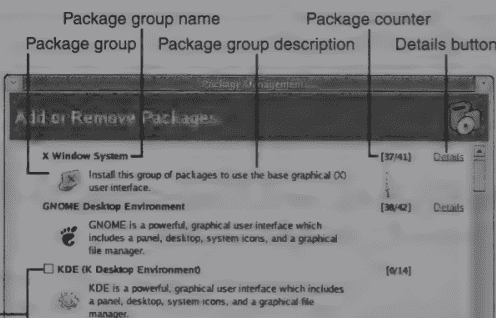 Package group name
Package counter
Package group
Package group description
Details button
Package Management
Add or Remove Packages
X Window System
[37/41]
Details
Install this group of packages to use the base graphical (X)
user interface.
GNOME Desktop Environment
[38/42]
Details
GNOME is a powerful, graphical user interface which
includes a panel, desktop, system icons, and a graphical
file manager.
KDE (K Desktop Environment)
[0/14]
KDE is a powerful, graphical user interface which includes
a panel, desktop, system icons, and a graphical file
manager.